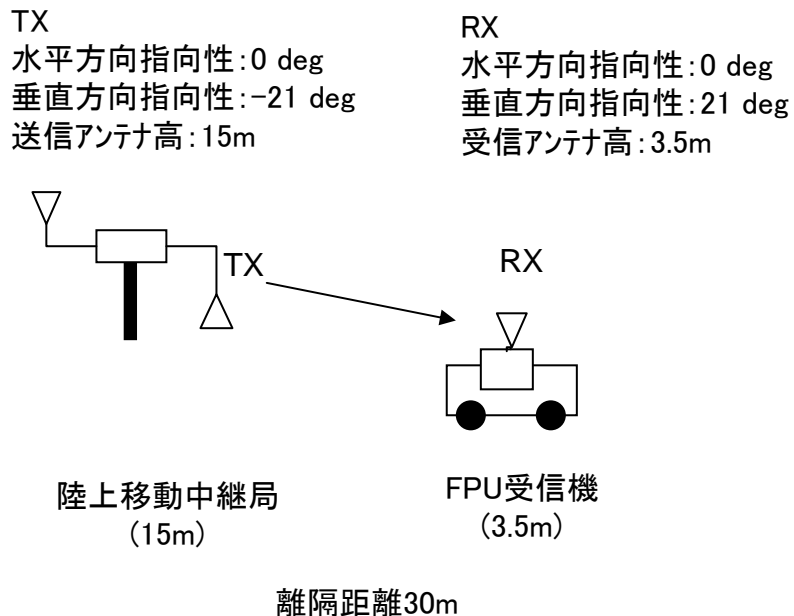 TX
水平方向指向性:0 deg
垂直方向指向性:-21 deg
送信アンテナ高:15m
RX
水平方向指向性:0 deg
垂直方向指向性:21 deg
受信アンテナ高:3.5m
TX
RX
陸上移動中継局
(15m)
FPU受信機
(3.5m)
離隔距離30m